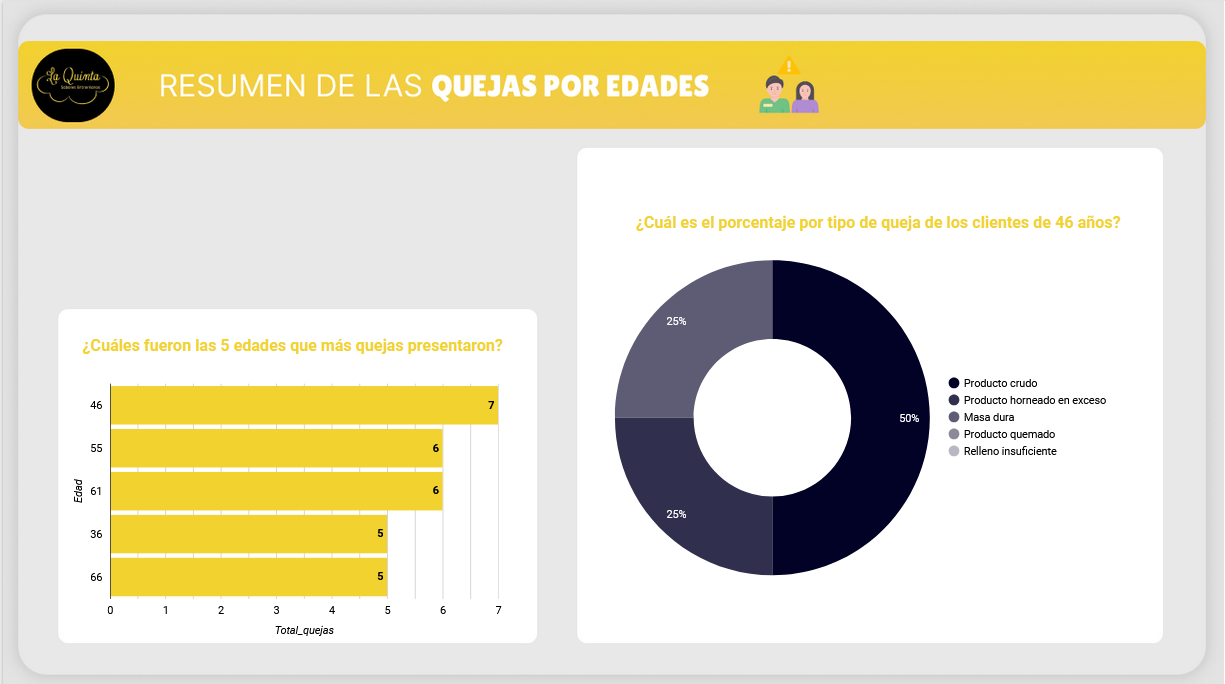 La Quinta
Sabores Entrerrianos
RESUMEN DE LAS QUEJAS POR EDADES
¿Cuáles fueron las 5 edades que más quejas presentaron?
Edad
46
7
55
6
61
6
36
5
66
5
0 1 2 3 4 5 6 7
Total_quejas
¿Cuál es el porcentaje por tipo de queja de los clientes de 46 años?
25%
50%
25%
Producto crudo
Producto horneado en exceso
Masa dura
Producto quemado
Relleno insuficiente